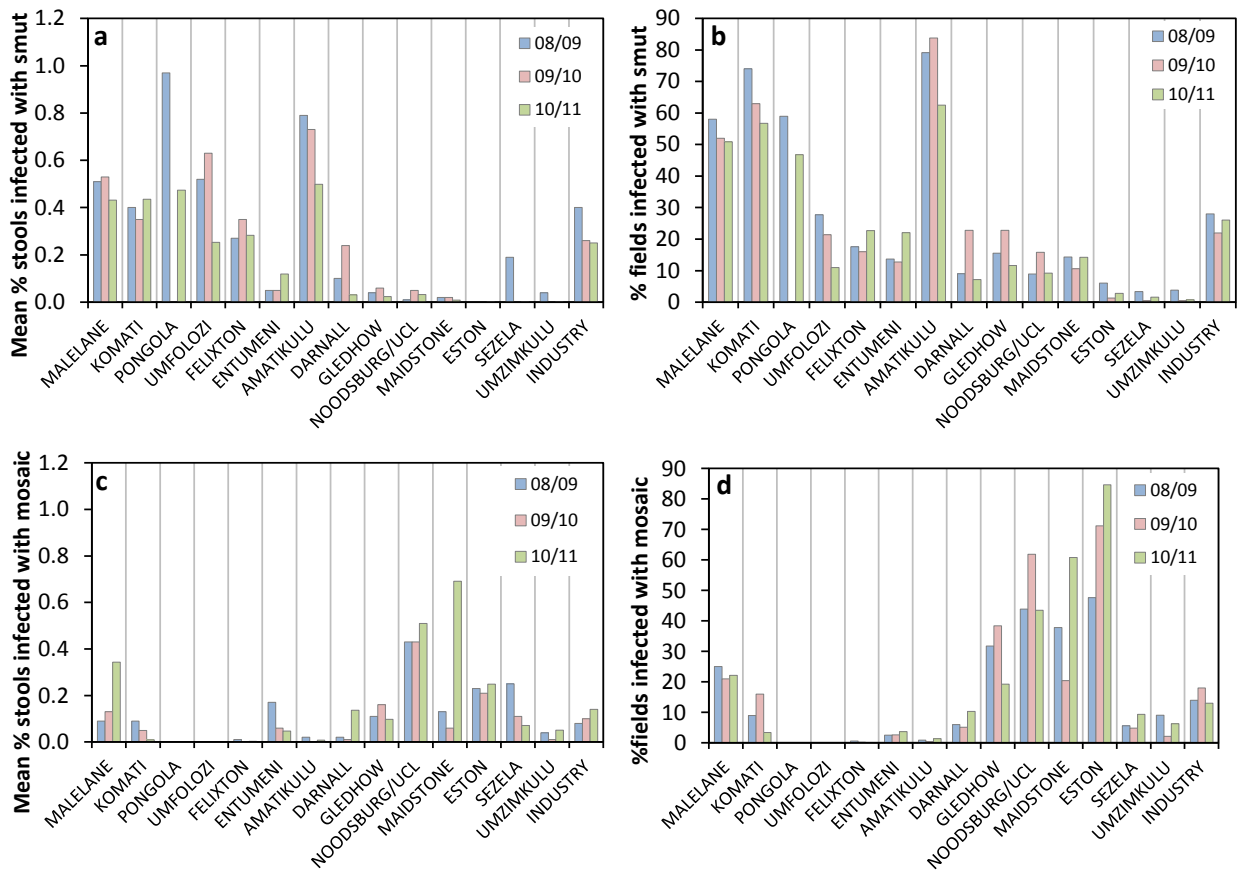 Mean % stools infected with smut
1.2
1.0
0.8
0.6
0.4
0.2
0.0
a
08/09
09/10
10/11
MALELANE
KOMATI
PONGOLA
UMFOLOZI
FELIXTON
ENTUMENI
AMATIKULU
DARNALL
GLEDHOW
NOODSBURG/UCL
MAIDSTONE
ESTON
SEZELA
UMZIMKULU
INDUSTRY
% fields infected with smut
90
80
70
60
50
40
30
20
10
0
b
08/09
09/10
10/11
MALELANE
KOMATI
PONGOLA
UMFOLOZI
FELIXTON
ENTUMENI
AMATIKULU
DARNALL
GLEDHOW
NOODSBURG/UCL
MAIDSTONE
ESTON
SEZELA
UMZIMKULU
INDUSTRY
Mean % stools infected with mosaic
1.2
1.0
0.8
0.6
0.4
0.2
0.0
c
08/09
09/10
10/11
MALELANE
KOMATI
PONGOLA
UMFOLOZI
FELIXTON
ENTUMENI
AMATIKULU
DARNALL
GLEDHOW
NOODSBURG/UCL
MAIDSTONE
ESTON
SEZELA
UMZIMKULU
INDUSTRY
%fields infected with mosaic
90
80
70
60
50
40
30
20
10
0
d
08/09
09/10
10/11
MALELANE
KOMATI
PONGOLA
UMFOLOZI
FELIXTON
ENTUMENI
AMATIKULU
DARNALL
GLEDHOW
NOODSBURG/UCL
MAIDSTONE
ESTON
SEZELA
UMZIMKULU
INDUSTRY